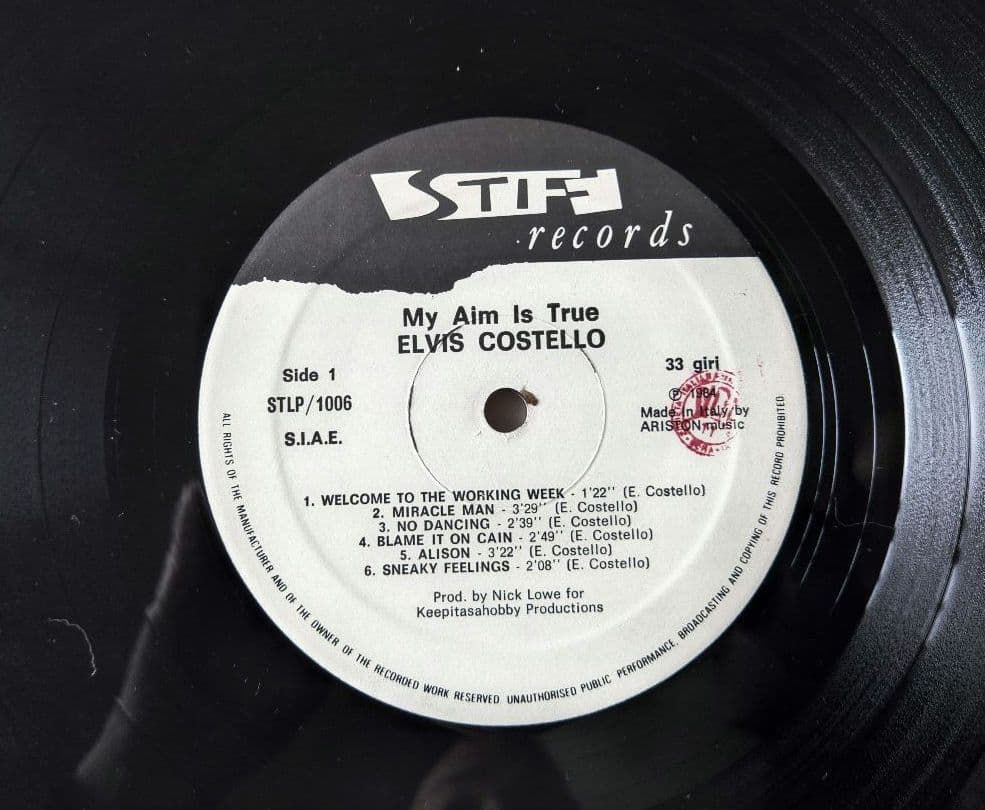 STIFF
records
My Aim Is True
ELVIS COSTELLO
Side 1
STLP/1006
S.I.A.E.
33 giri
Ⓟ 1984
Made in Italy by
ARISTON music
1. WELCOME TO THE WORKING WEEK - 1'22'' (E. Costello)
2. MIRACLE MAN - 3'29'' (E. Costello)
3. NO DANCING - 2'39'' (E. Costello)
4. BLAME IT ON CAIN - 2'49'' (E. Costello)
5. ALISON - 3'22'' (E. Costello)
6. SNEAKY FEELINGS - 2'08'' (E. Costello)
Prod. by Nick Lowe for
Keepitasahobby Productions
ALL RIGHTS OF THE MANUFACTURER AND OF THE OWNER OF THE RECORDED WORK RESERVED. UNAUTHORISED PUBLIC PERFORMANCE, BROADCASTING AND COPYING OF THIS RECORD PROHIBITED.